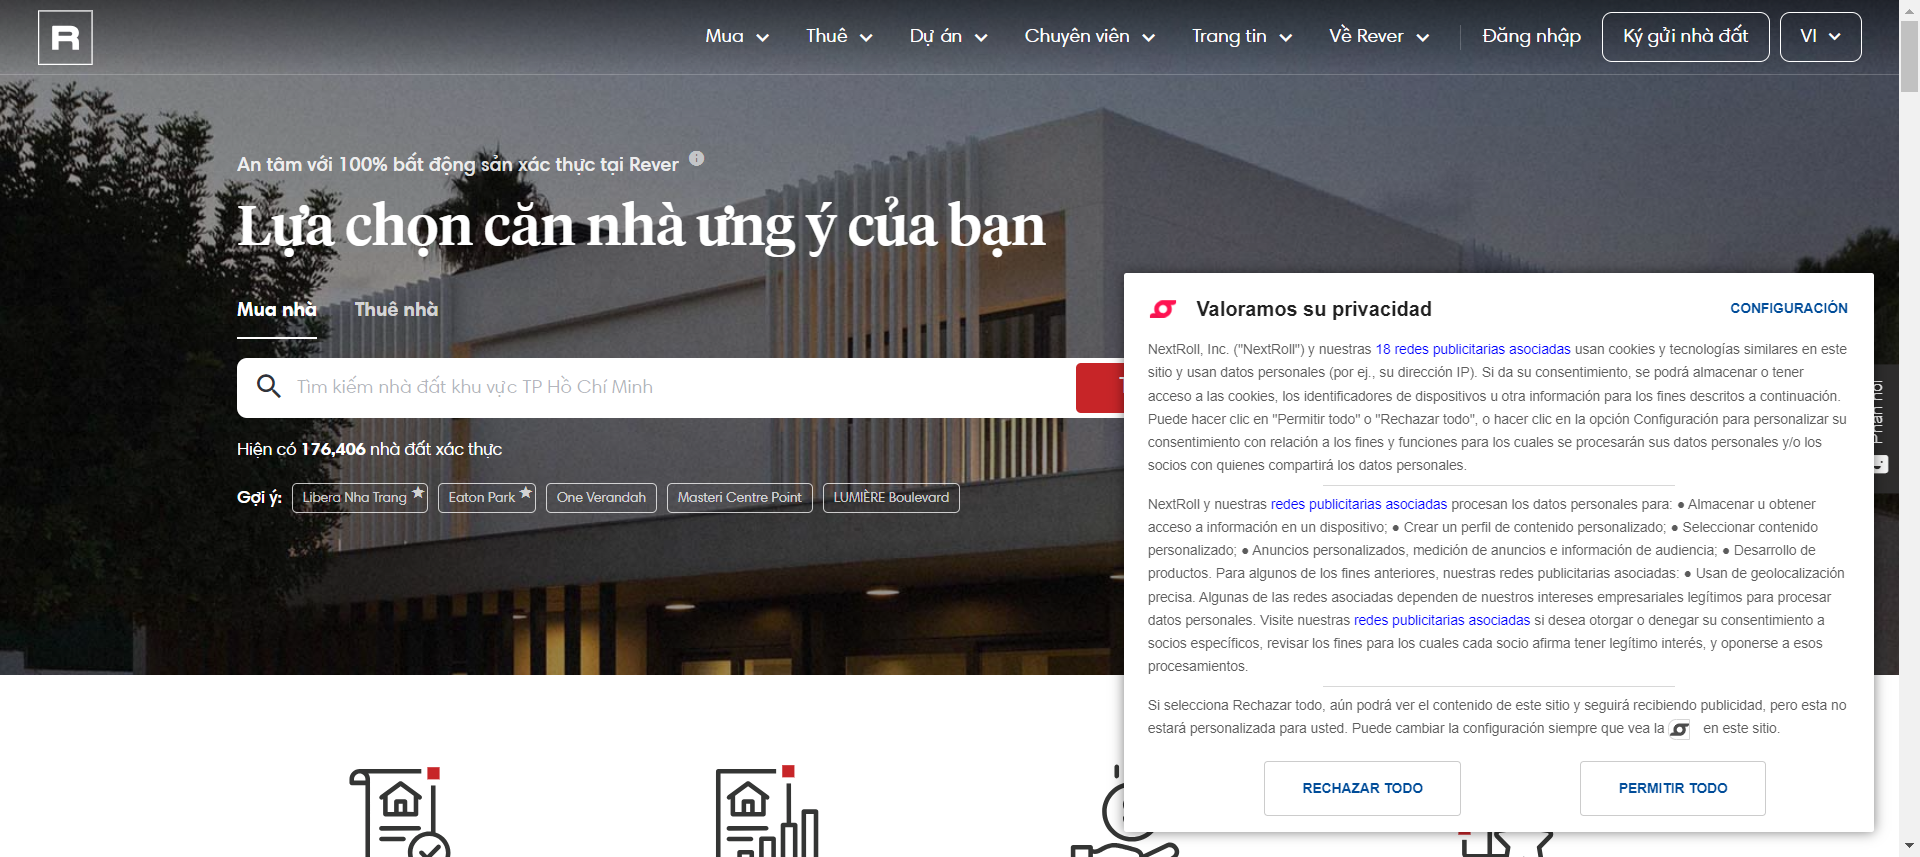 R
Mua Thuê Dự án Chuyên viên Trang tin Về Rever Đăng nhập Ký gửi nhà đất VI
An tâm với 100% bất động sản xác thực tại Rever
Lựa chọn căn nhà ưng ý của bạn
Mua nhà Thuê nhà
Tìm kiếm nhà đất khu vực TP Hồ Chí Minh
Hiện có 176,406 nhà đất xác thực
Gợi ý: Libera Nha Trang Eaton Park One Verandah Masteri Centre Point LUMIÈRE Boulevard
Valoramos su privacidad CONFIGURACIÓN
NextRoll, Inc. ("NextRoll") y nuestras 18 redes publicitarias asociadas usan cookies y tecnologías similares en este
sitio y usan datos personales (por ej., su dirección IP). Si da su consentimiento, se podrá almacenar o tener
acceso a las cookies, los identificadores de dispositivos u otra información para los fines descritos a continuación.
Puede hacer clic en "Permitir todo" o "Rechazar todo", o hacer clic en la opción Configuración para personalizar su
consentimiento con relación a los fines y funciones para los cuales se procesarán sus datos personales y/o los
socios con quienes compartirá los datos personales.
NextRoll y nuestras redes publicitarias asociadas procesan los datos personales para: ● Almacenar u obtener
acceso a información en un dispositivo; ● Crear un perfil de contenido personalizado; ● Seleccionar contenido
personalizado; ● Anuncios personalizados, medición de anuncios e información de audiencia; ● Desarrollo de
productos. Para algunos de los fines anteriores, nuestras redes publicitarias asociadas: ● Usan de geolocalización
precisa. Algunas de las redes asociadas dependen de nuestros intereses empresariales legítimos para procesar
datos personales. Visite nuestras redes publicitarias asociadas si desea otorgar o denegar su consentimiento a
socios específicos, revisar los fines para los cuales cada socio afirma tener legítimo interés, y oponerse a esos
procesamientos.
Si selecciona Rechazar todo, aún podrá ver el contenido de este sitio y seguirá recibiendo publicidad, pero esta no
estará personalizada para usted. Puede cambiar la configuración siempre que vea la en este sitio.
RECHAZAR TODO PERMITIR TODO